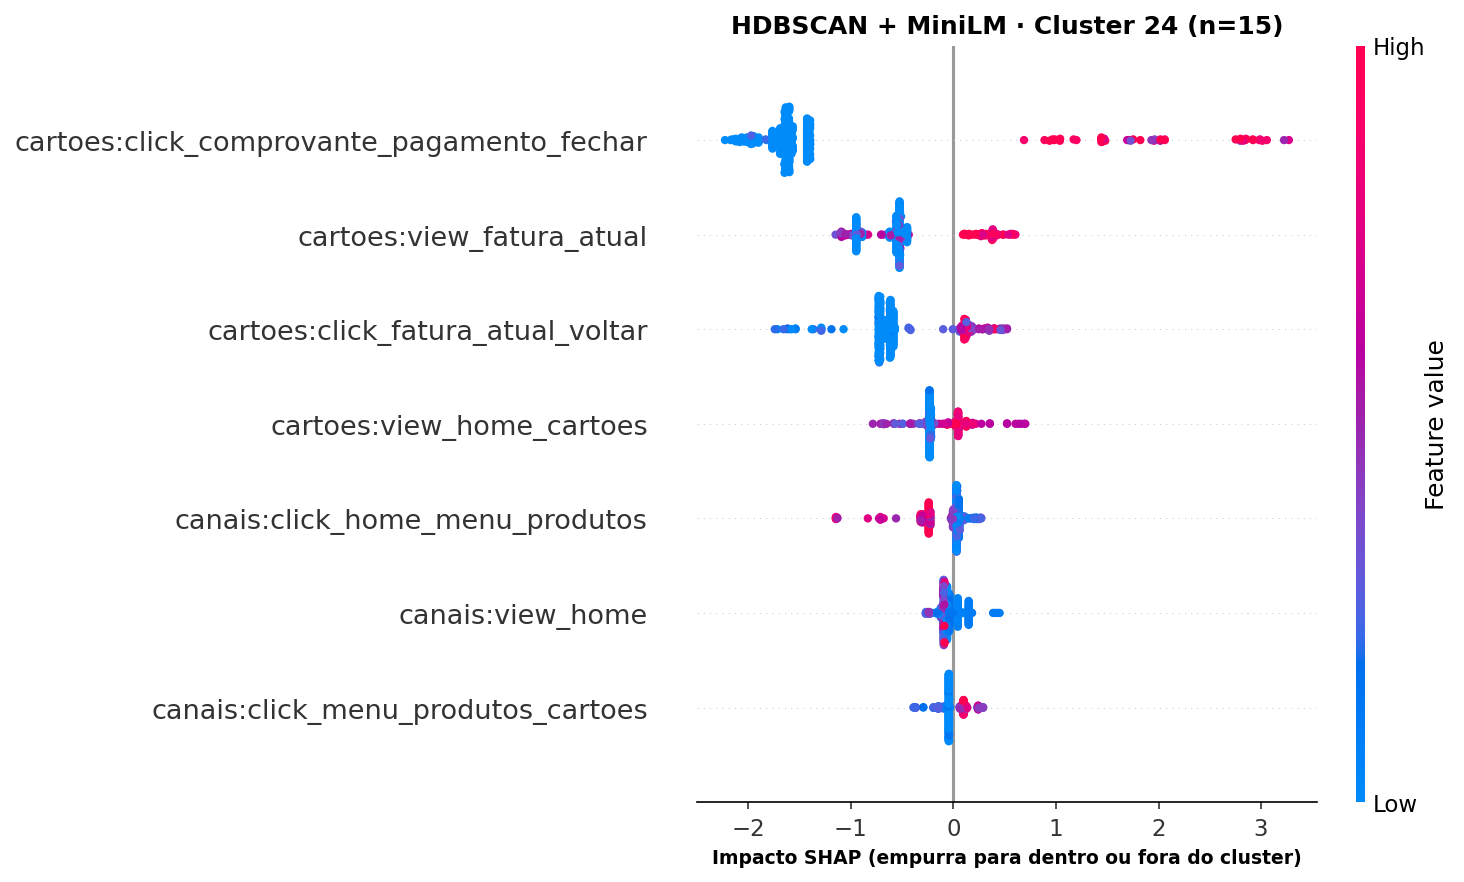 HDBSCAN + MiniLM · Cluster 24 (n=15)
High
cartoes:click_comprovante_pagamento_fechar
cartoes:view_fatura_atual
cartoes:click_fatura_atual_voltar
cartoes:view_home_cartoes
canais:click_home_menu_produtos
canais:view_home
canais:click_menu_produtos_cartoes
Feature value
Low
−2 −1 0 1 2 3
Impacto SHAP (empurra para dentro ou fora do cluster)